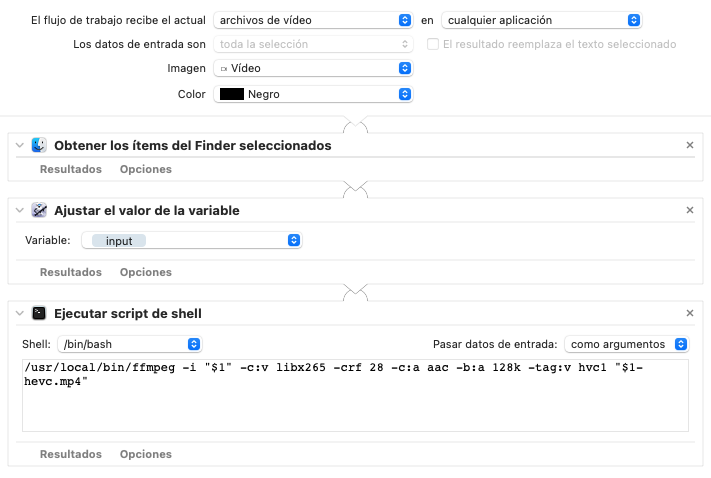 El flujo de trabajo recibe el actual archivos de vídeo en cualquier aplicación
Los datos de entrada son toda la selección El resultado reemplaza el texto seleccionado
Imagen Vídeo
Color Negro
Obtener los ítems del Finder seleccionados
Resultados Opciones
Ajustar el valor de la variable
Variable: input
Resultados Opciones
Ejecutar script de shell
Shell: /bin/bash Pasar datos de entrada: como argumentos
/usr/local/bin/ffmpeg -i "$1" -c:v libx265 -crf 28 -c:a aac -b:a 128k -tag:v hvc1 "$1-
hevc.mp4"
Resultados Opciones